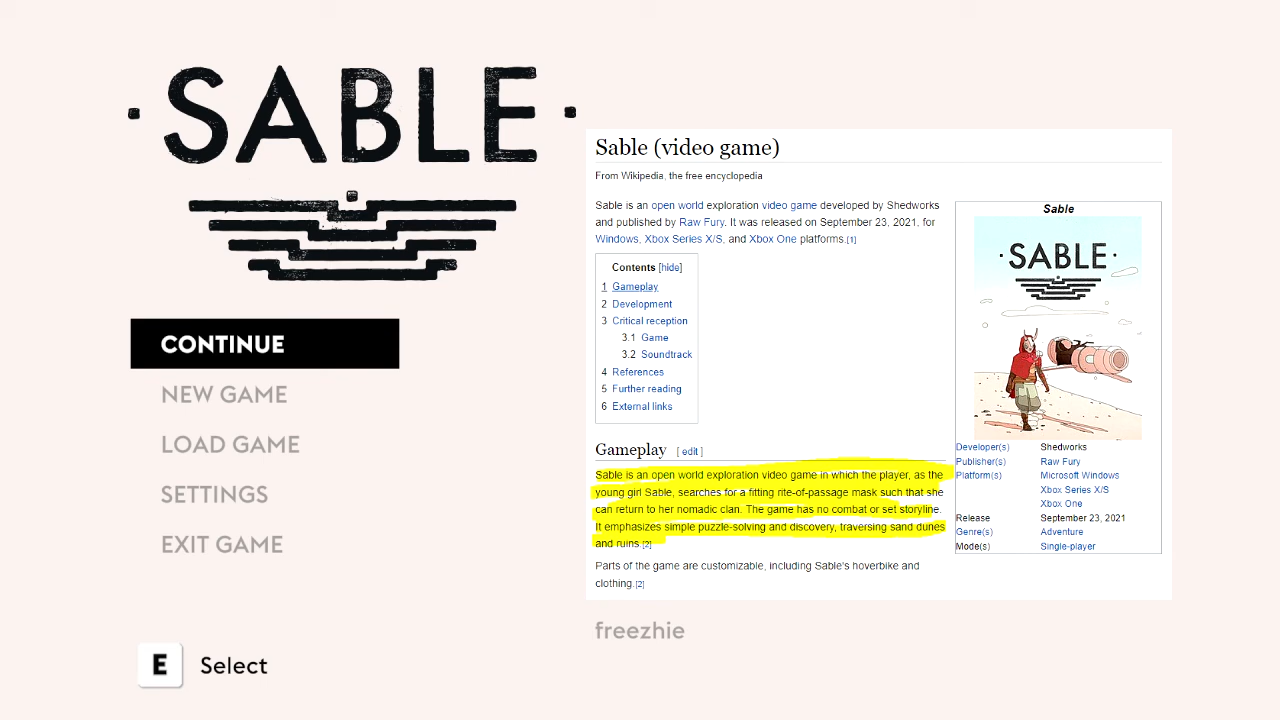 SABLE
CONTINUE
NEW GAME
LOAD GAME
SETTINGS
EXIT GAME
E Select
Sable (video game)
From Wikipedia, the free encyclopedia
Sable is an open world exploration video game developed by Shedworks
and published by Raw Fury. It was released on September 23, 2021, for
Windows, Xbox Series X/S, and Xbox One platforms.[1]
Contents [hide]
1 Gameplay
2 Development
3 Critical reception
3.1 Game
3.2 Soundtrack
4 References
5 Further reading
6 External links
Gameplay [ edit ]
Sable is an open world exploration video game in which the player, as the
young girl Sable, searches for a fitting rite-of-passage mask such that she
can return to her nomadic clan. The game has no combat or set storyline.
It emphasizes simple puzzle-solving and discovery, traversing sand dunes
and ruins.[2]
Parts of the game are customizable, including Sable's hoverbike and
clothing.[2]
Sable
SABLE
Developer(s) Shedworks
Publisher(s) Raw Fury
Platform(s) Microsoft Windows
Xbox Series X/S
Xbox One
Release September 23, 2021
Genre(s) Adventure
Mode(s) Single-player
freezhie